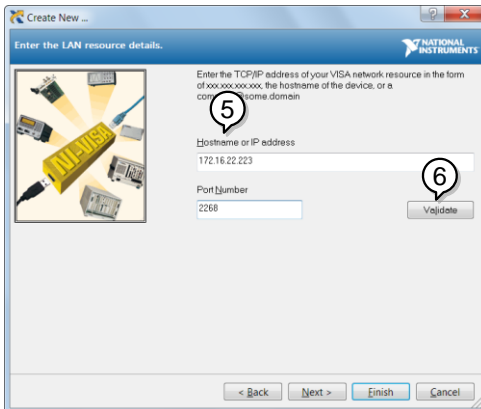 Create New ...
Enter the LAN resource details.
NATIONAL
INSTRUMENTS
Enter the TCP/IP address of your VISA network resource in the form
of xxx.xxx.xxx.xxx, the hostname of the device, or a
@some.domain
5
Hostname or IP address
172.16.22.223
6
Port Number
2268
Validate
NI-VISA
< Back
Next >
Finish
Cancel